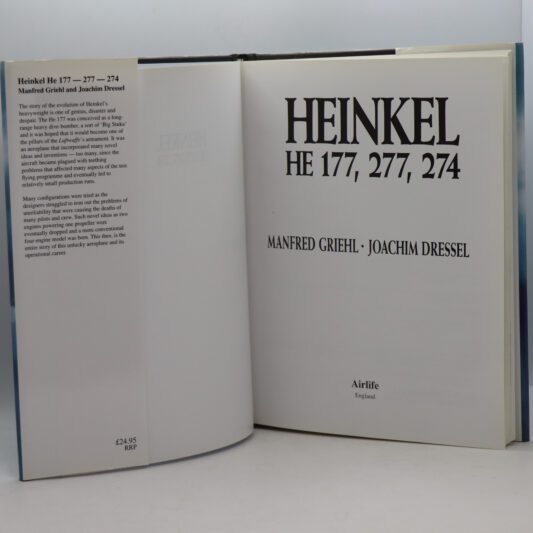 Heinkel He 177 — 277 — 274
Manfred Griehl and Joachim Dressel
The story of the evolution of Heinkel's
heavyweight is one of genius, disaster and
despair. The He 177 was conceived as a long-
range heavy dive-bomber, a sort of 'Big Stuka'
and it was hoped that it would become one of
the pillars of the Luftwaffe's armament. It was
an aeroplane that incorporated many novel
ideas and inventions — too many, since the
aircraft became plagued with teething
problems that affected many aspects of the test
flying programme and eventually led to
relatively small production runs.
Many configurations were tried as the
designers struggled to iron out the problems of
unreliability that were causing the deaths of
many pilots and crew. Such novel ideas as two
engines powering one propeller were
eventually dropped and a more conventional
four-engine model was born. This then, is the
entire story of this unlucky aeroplane and its
operational career.
£24.95
RRP
HEINKEL
HE 177, 277, 274
MANFRED GRIEHL · JOACHIM DRESSEL
Airlife
England